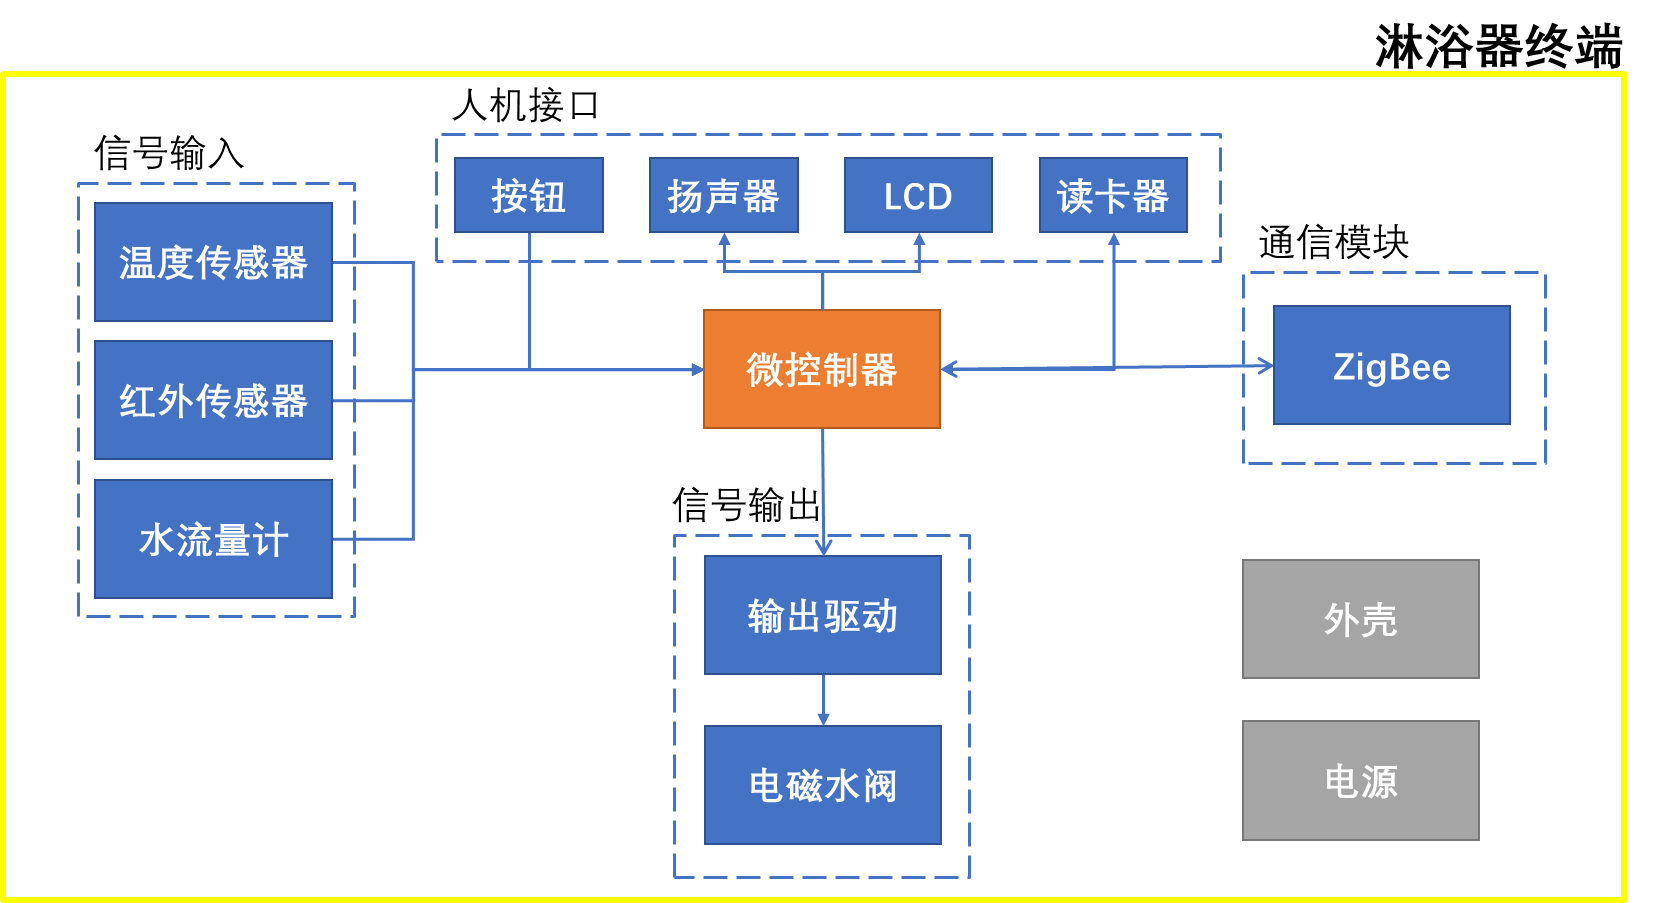 淋浴器终端
人机接口
信号输入
按钮
扬声器
LCD
读卡器
温度传感器
通信模块
红外传感器
微控制器
ZigBee
水流量计
信号输出
输出驱动
外壳
电磁水阀
电源